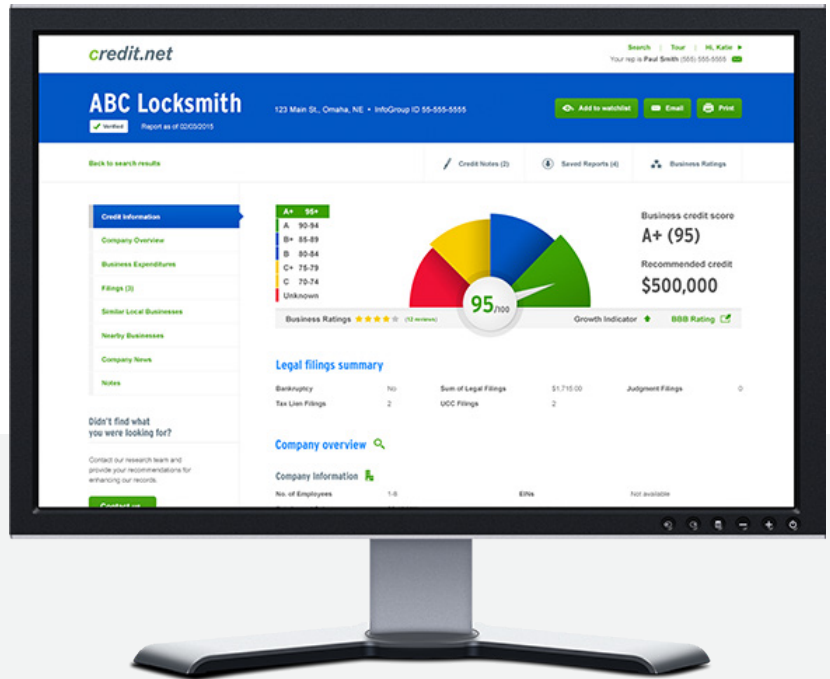 credit.net
Search | Tour | Hi, Katie
Your rep is Paul Smith (555) 555-5555
ABC Locksmith
123 Main St., Omaha, NE • InfoGroup ID 55-555-5555
Add to watchlist
Email
Print
Verified
Report as of 02/03/2015
Back to search results
Credit Notes (2)
Saved Reports (4)
Business Ratings
Credit Information
Company Overview
Business Expenditures
Filings (3)
Similar Local Businesses
Nearby Businesses
Company News
Notes
Didn't find what
you were looking for?
Contact our research team and
provide your recommendations for
enhancing our records.
Contact us
A+ 95+
A 90-94
B+ 85-89
B 80-84
C+ 75-79
C 70-74
Unknown
95/100
Business credit score
A+ (95)
Recommended credit
$500,000
Business Ratings (12 reviews)
Growth Indicator
BBB Rating
Legal filings summary
Bankruptcy No Sum of Legal Filings $1,715.00 Judgment Filings 0
Tax Lien Filings 2 UCC Filings 2
Company overview
Company Information
No. of Employees 1-8 EINs Not available